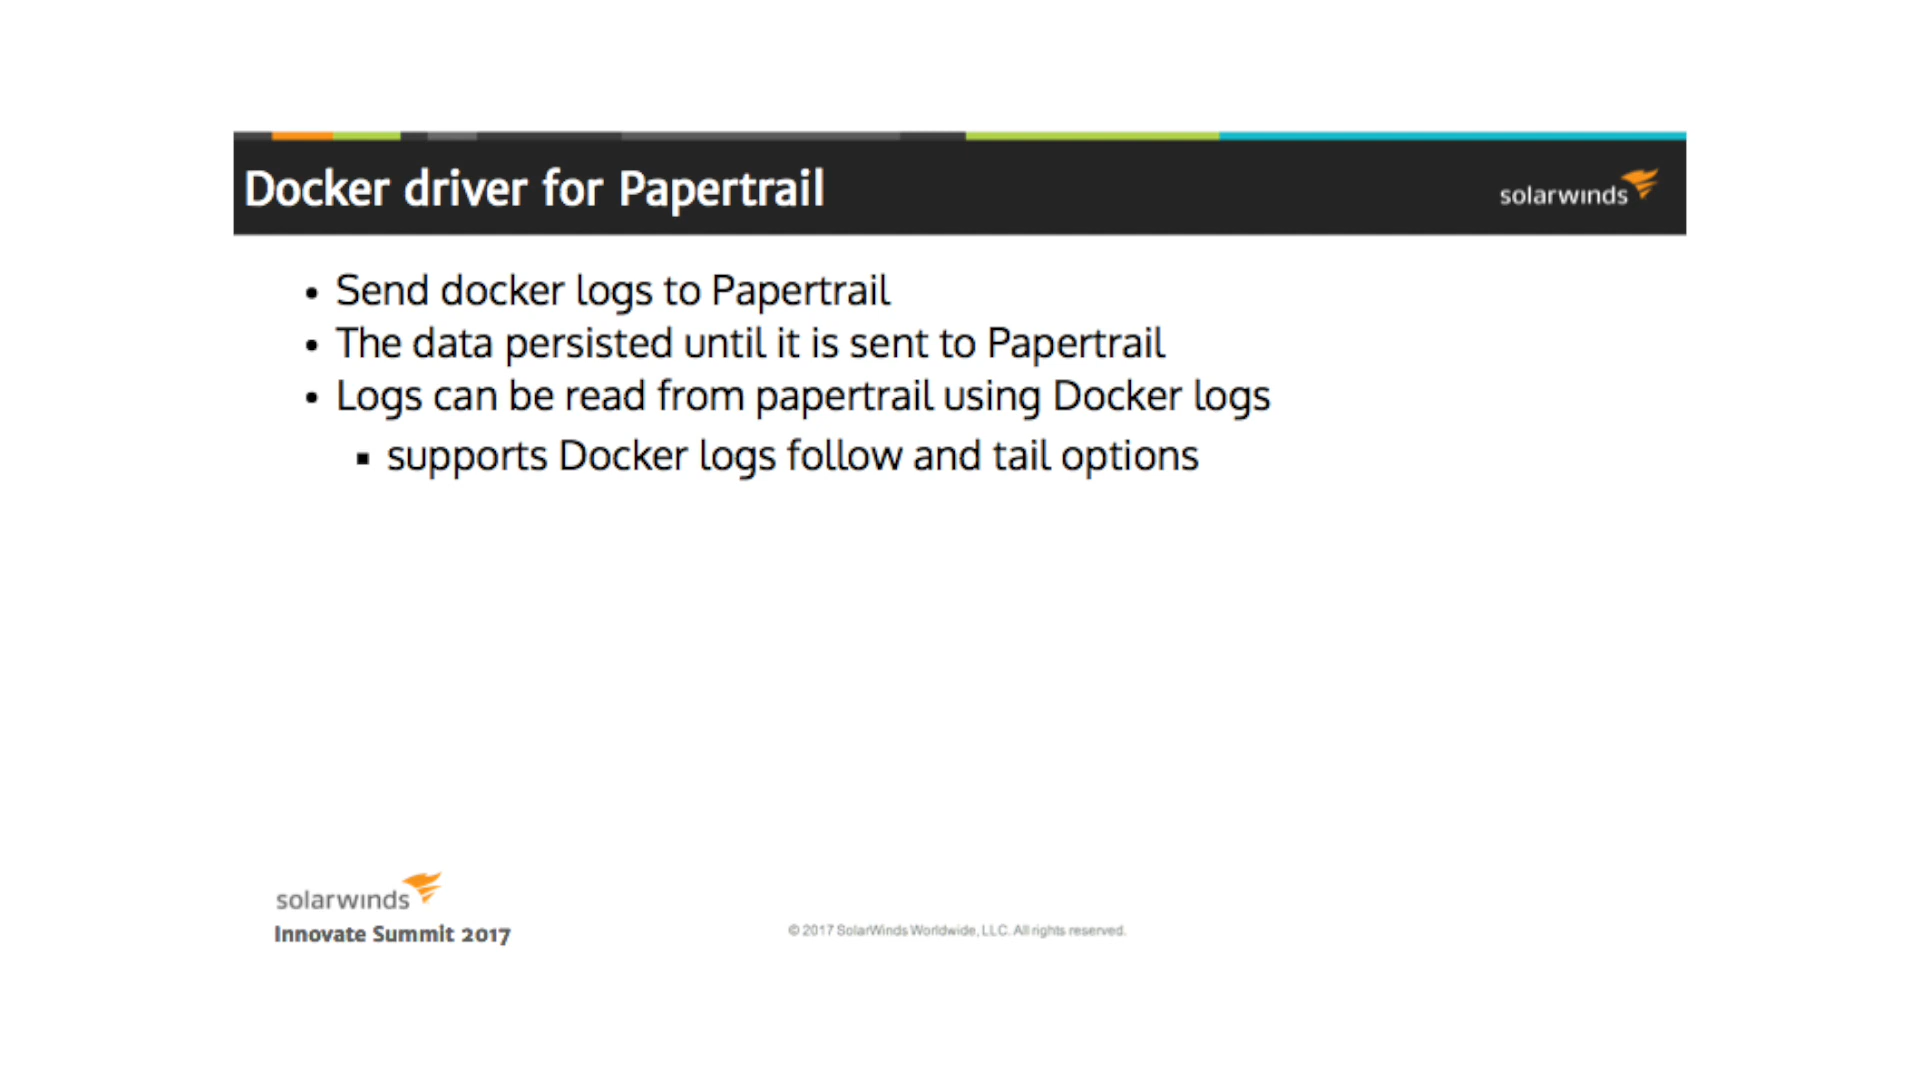 Docker driver for Papertrail
solarwinds
• Send docker logs to Papertrail
• The data persisted until it is sent to Papertrail
• Logs can be read from papertrail using Docker logs
▪ supports Docker logs follow and tail options
solarwinds
Innovate Summit 2017
© 2017 SolarWinds Worldwide, LLC. All rights reserved.